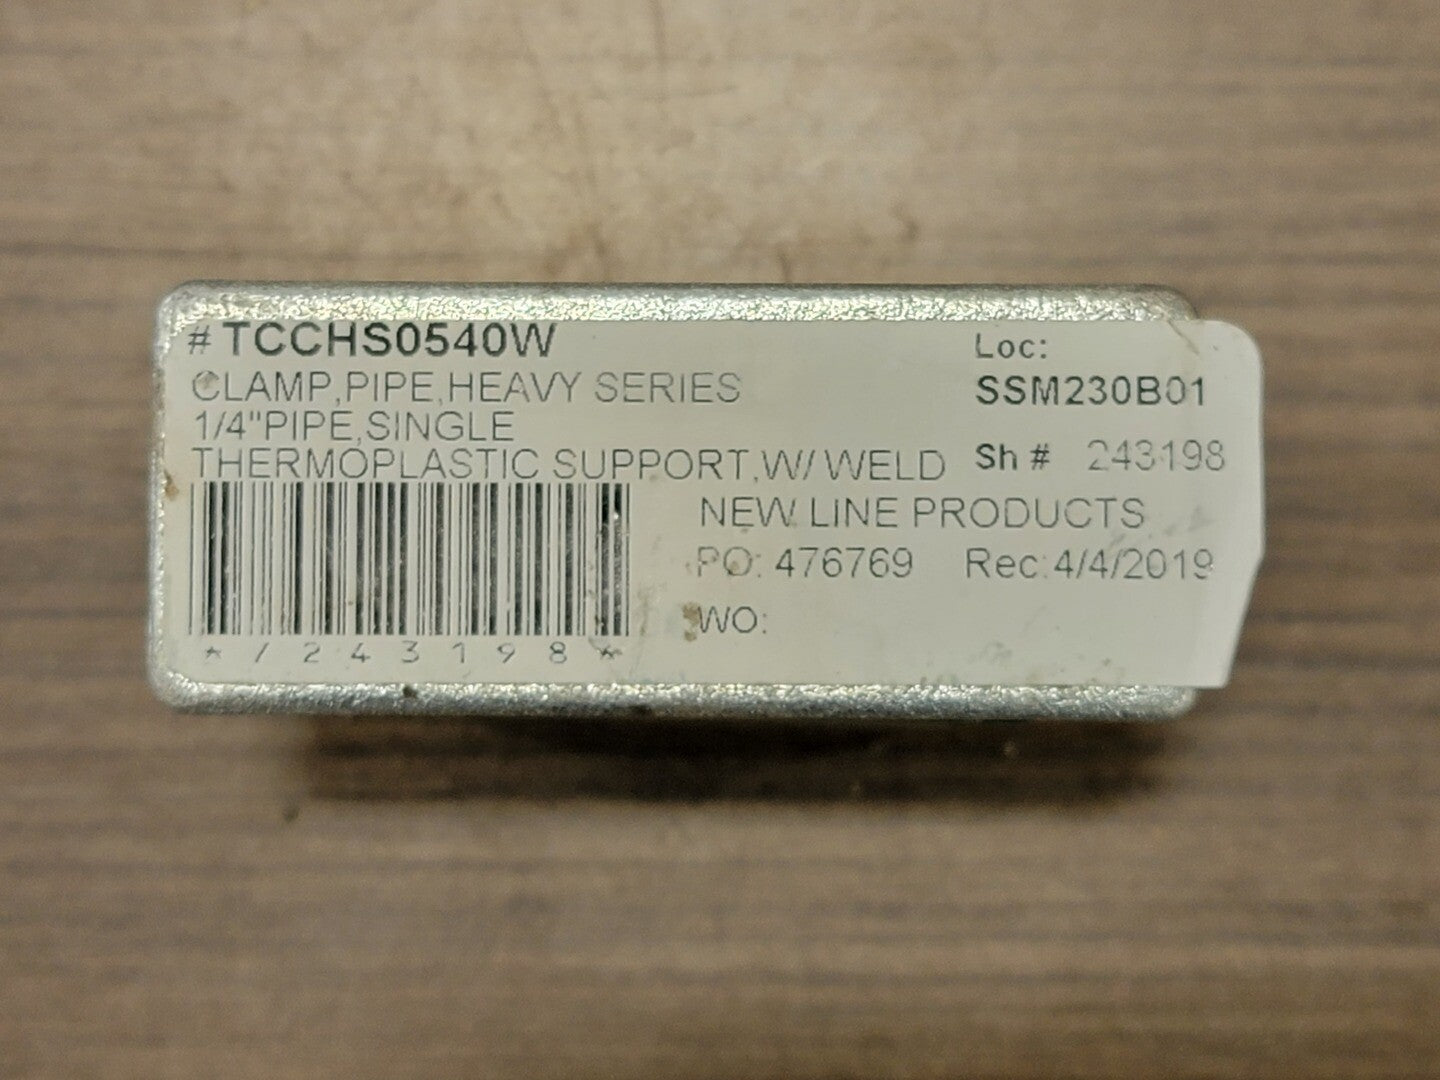 # TCCHS0540W
CLAMP,PIPE,HEAVY SERIES
1/4"PIPE,SINGLE
THERMOPLASTIC SUPPORT,W/ WELD
Loc:
SSM230B01
Sh # 243198
NEW LINE PRODUCTS
PO: 476769 Rec:4/4/2019
WO:
*/243198*